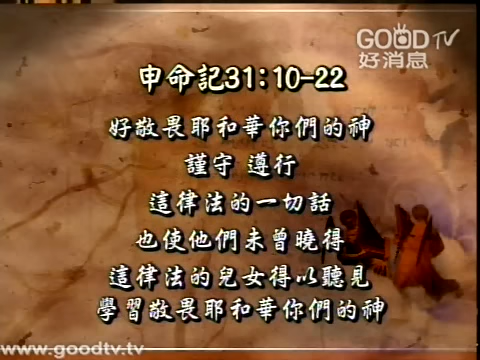 GOOD TV
好消息
申命記31:10-22
好敬畏耶和華你們的神
謹守 遵行
這律法的一切話
也使他們未曾曉得
這律法的兒女得以聽見
學習敬畏耶和華你們的神
www.goodtv.tv